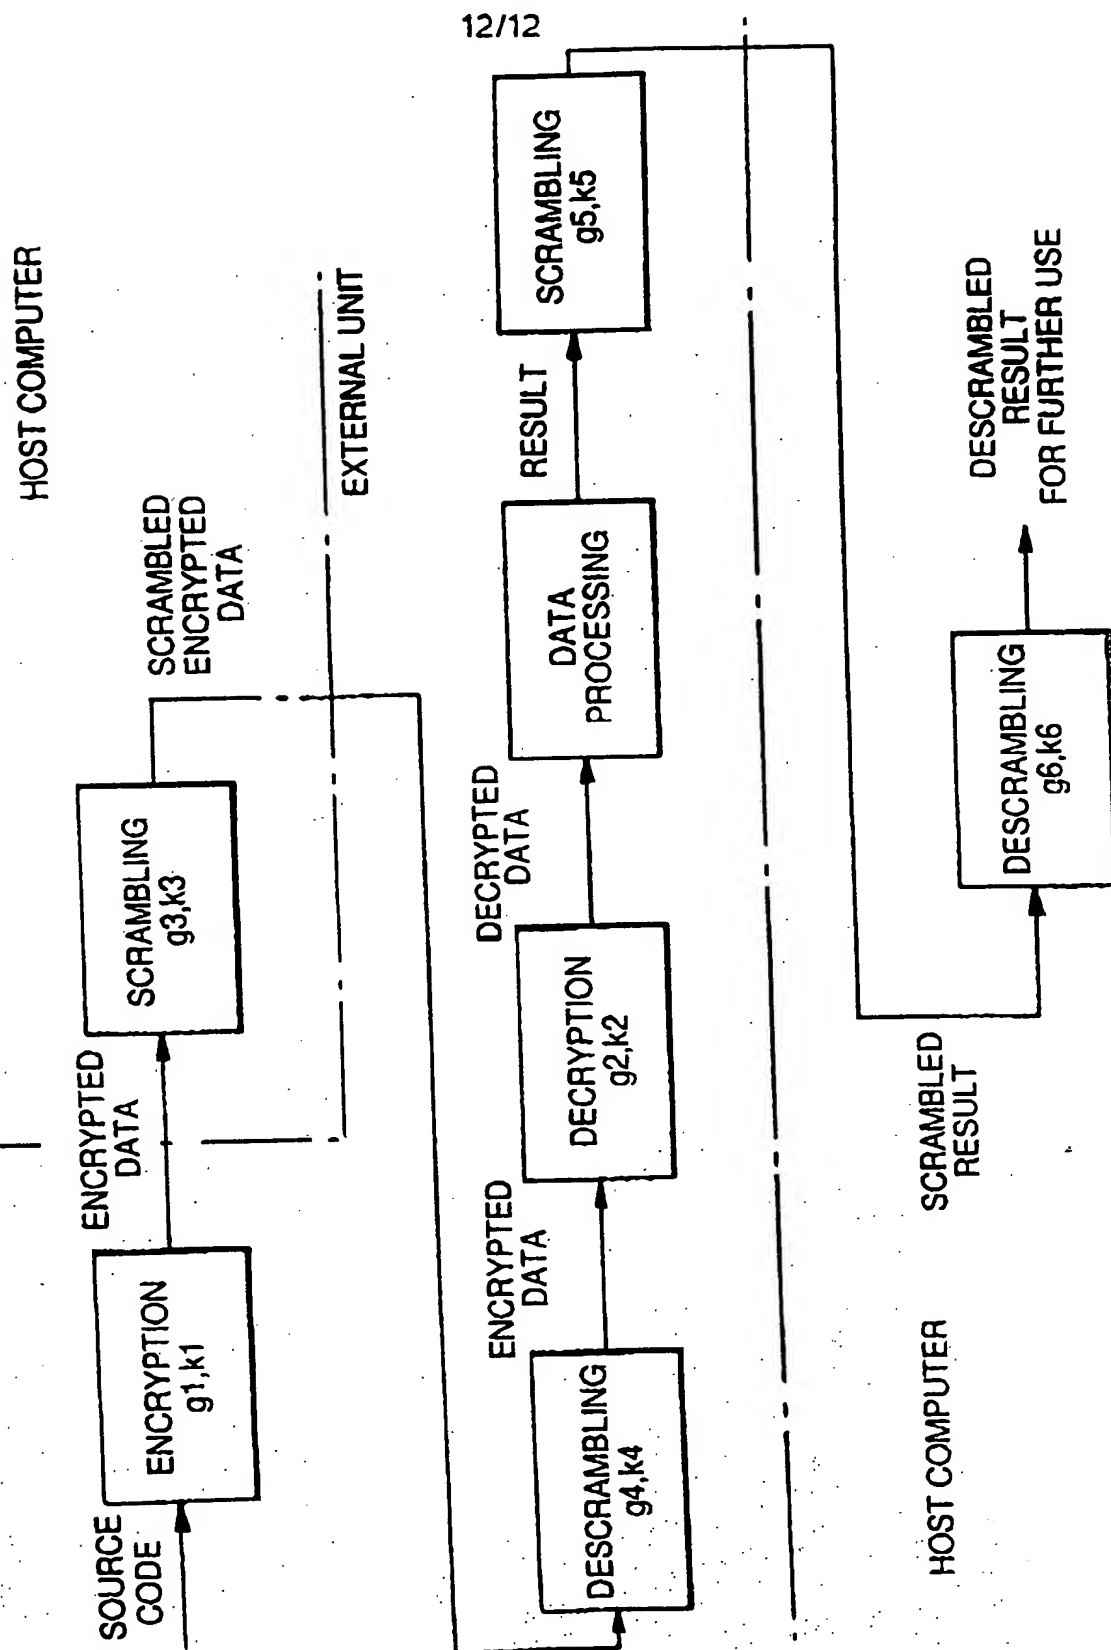 12/12
HOST COMPUTER
SOURCE
CODE
ENCRYPTION
g1,k1
ENCRYPTED
DATA
SCRAMBLING
g3,k3
SCRAMBLED
ENCRYPTED
DATA
EXTERNAL UNIT
DESCRAMBLING
g4,k4
ENCRYPTED
DATA
DECRYPTION
g2,k2
DECRYPTED
DATA
DATA
PROCESSING
RESULT
SCRAMBLING
g5,k5
HOST COMPUTER
SCRAMBLED
RESULT
DESCRAMBLING
g6,k6
DESCRAMBLED
RESULT
FOR FURTHER USE